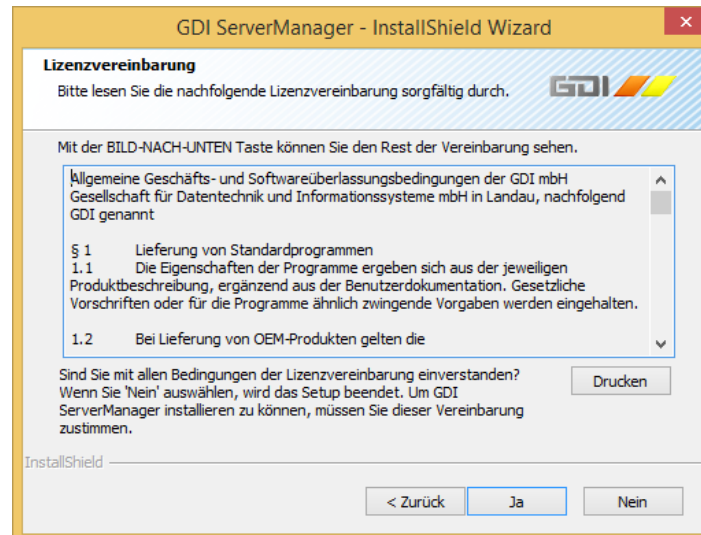 GDI ServerManager - InstallShield Wizard
Lizenzvereinbarung
Bitte lesen Sie die nachfolgende Lizenzvereinbarung sorgfältig durch.
GDI
Mit der BILD-NACH-UNTEN Taste können Sie den Rest der Vereinbarung sehen.
Allgemeine Geschäfts- und Softwareüberlassungsbedingungen der GDI mbH
Gesellschaft für Datentechnik und Informationssysteme mbH in Landau, nachfolgend
GDI genannt
§ 1 Lieferung von Standardprogrammen
1.1 Die Eigenschaften der Programme ergeben sich aus der jeweiligen
Produktbeschreibung, ergänzend aus der Benutzerdokumentation. Gesetzliche
Vorschriften oder für die Programme ähnlich zwingende Vorgaben werden eingehalten.
1.2 Bei Lieferung von OEM-Produkten gelten die
Sind Sie mit allen Bedingungen der Lizenzvereinbarung einverstanden?
Wenn Sie 'Nein' auswählen, wird das Setup beendet. Um GDI
ServerManager installieren zu können, müssen Sie dieser Vereinbarung
zustimmen.
Drucken
InstallShield
< Zurück
Ja
Nein